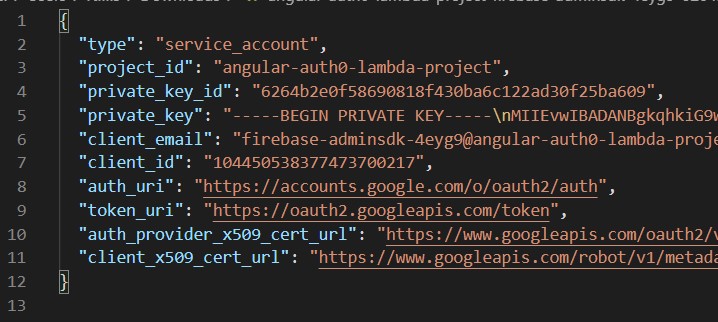 1 {
2 "type": "service_account",
3 "project_id": "angular-auth0-lambda-project",
4 "private_key_id": "6264b2e0f58690818f430ba6c122ad30f25ba609",
5 "private_key": "-----BEGIN PRIVATE KEY-----\nMIIEvwIBADANBgkqhkiG9w
6 "client_email": "firebase-adminsdk-4eyg9@angular-auth0-lambda-proje
7 "client_id": "104450538377473700217",
8 "auth_uri": "https://accounts.google.com/o/oauth2/auth",
9 "token_uri": "https://oauth2.googleapis.com/token",
10 "auth_provider_x509_cert_url": "https://www.googleapis.com/oauth2/v
11 "client_x509_cert_url": "https://www.googleapis.com/robot/v1/metada
12 }
13